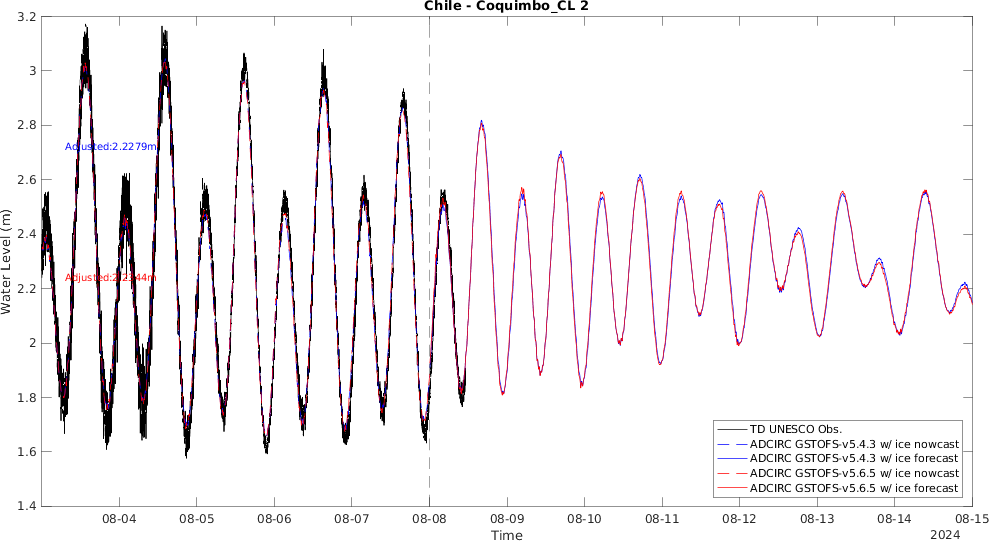 Chile - Coquimbo_CL 2
Water Level (m)
3.2
3
2.8
2.6
2.4
2.2
2
1.8
1.6
1.4
Adjusted:2.2279m
Adjusted:2.2344m
TD UNESCO Obs.
ADCIRC GSTOFS-v5.4.3 w/ ice nowcast
ADCIRC GSTOFS-v5.4.3 w/ ice forecast
ADCIRC GSTOFS-v5.6.5 w/ ice nowcast
ADCIRC GSTOFS-v5.6.5 w/ ice forecast
08-04 08-05 08-06 08-07 08-08 08-09 08-10 08-11 08-12 08-13 08-14 08-15
Time
2024